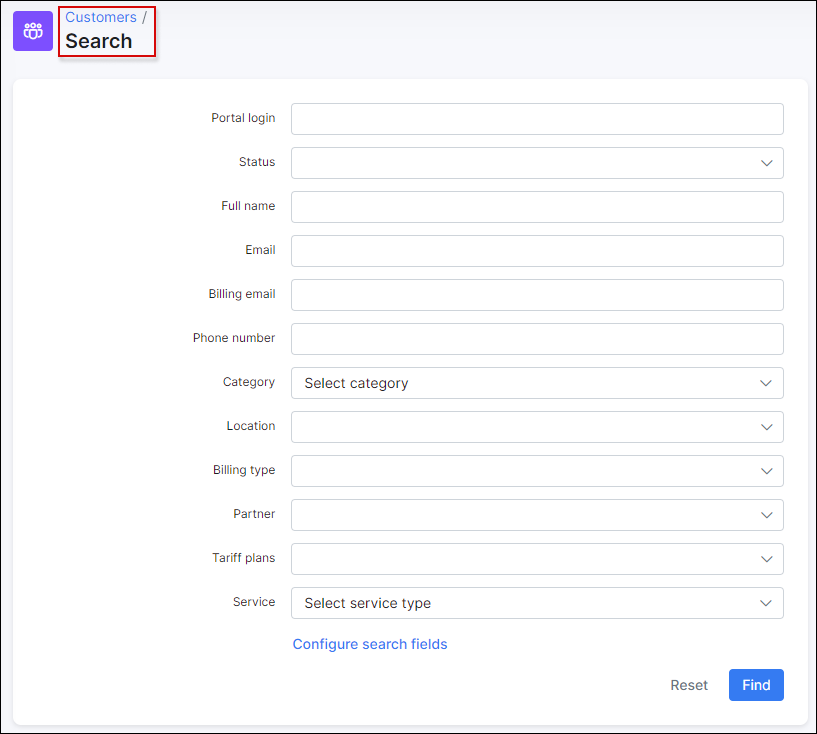 Customers /
Search
Portal login
Status
Full name
Email
Billing email
Phone number
Category Select category
Location
Billing type
Partner
Tariff plans
Service Select service type
Configure search fields
Reset Find